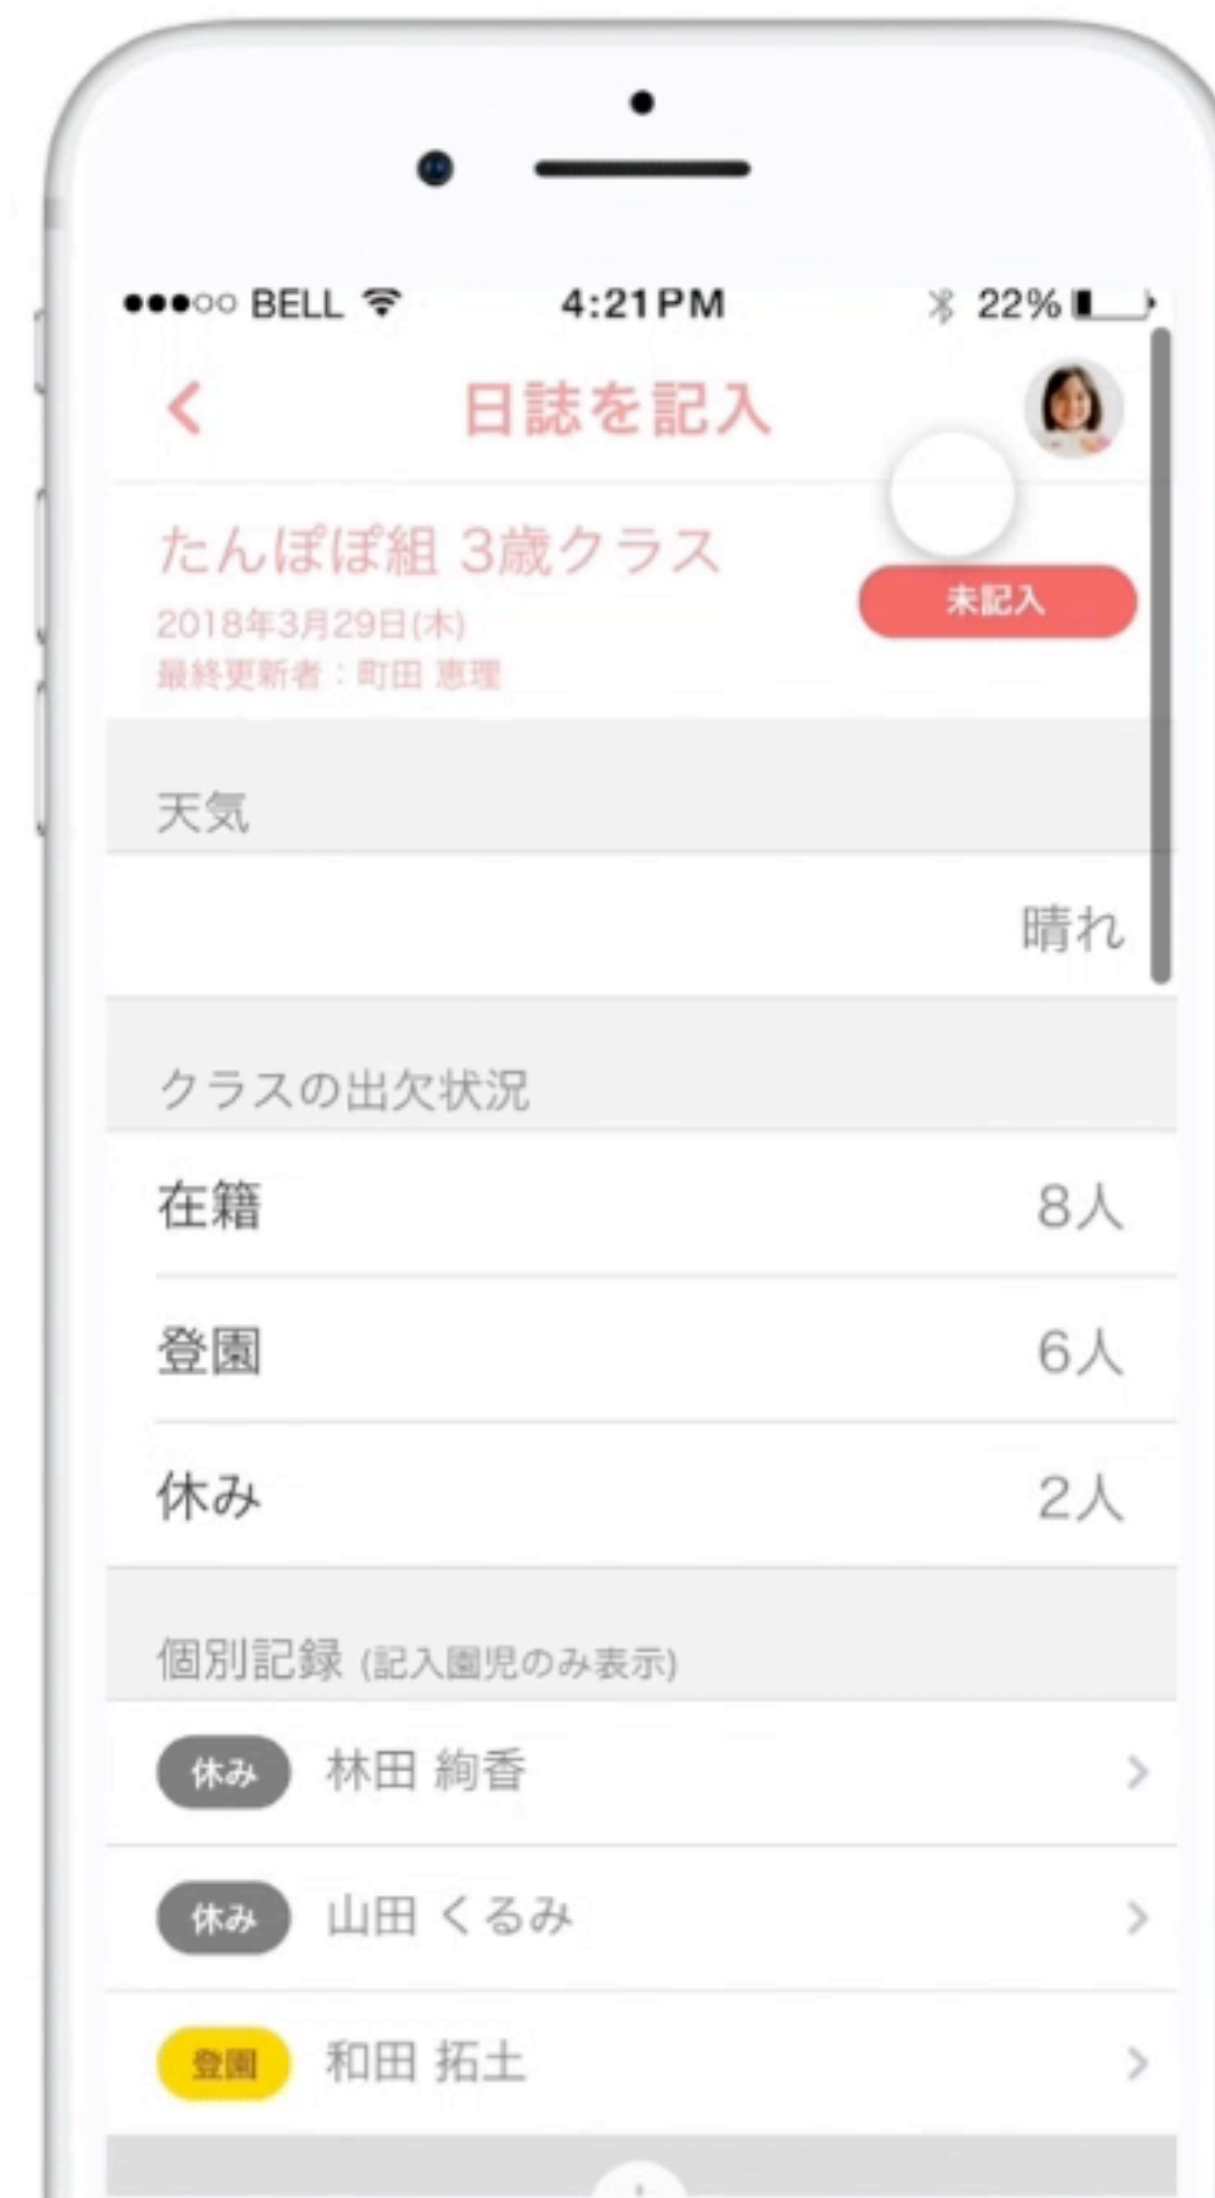 BELL 4:21 PM 22%
日誌を記入
たんぽぽ組 3歳クラス
未記入
2018年3月29日(木)
最終更新者：町田 恵理
天気
晴れ
クラスの出欠状況
在籍 8人
登園 6人
休み 2人
個別記録 (記入園児のみ表示)
休み 林田 絢香
休み 山田 くるみ
登園 和田 拓土